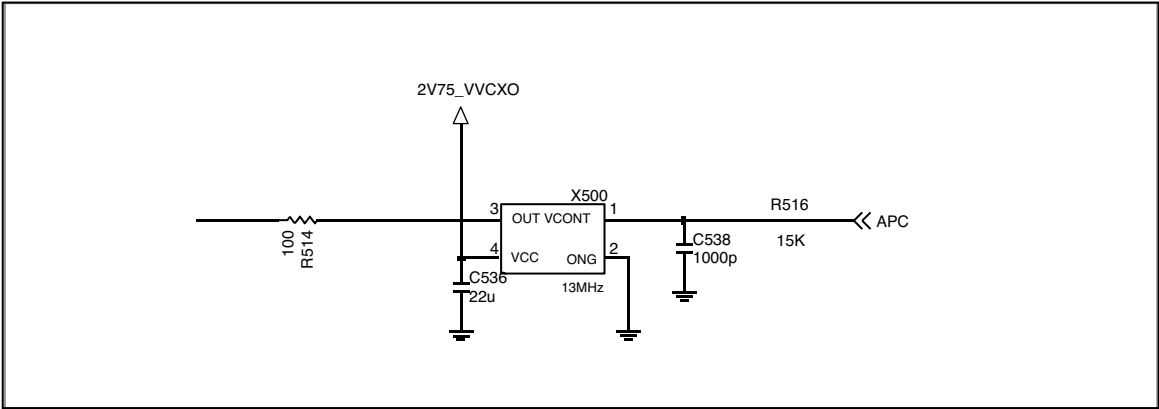 2V75_VVCXO
X500
R516
3
OUT VCONT
1
APC
100
R514
C538
1000p
15K
4
VCC
ONG
2
C536
22u
13MHz